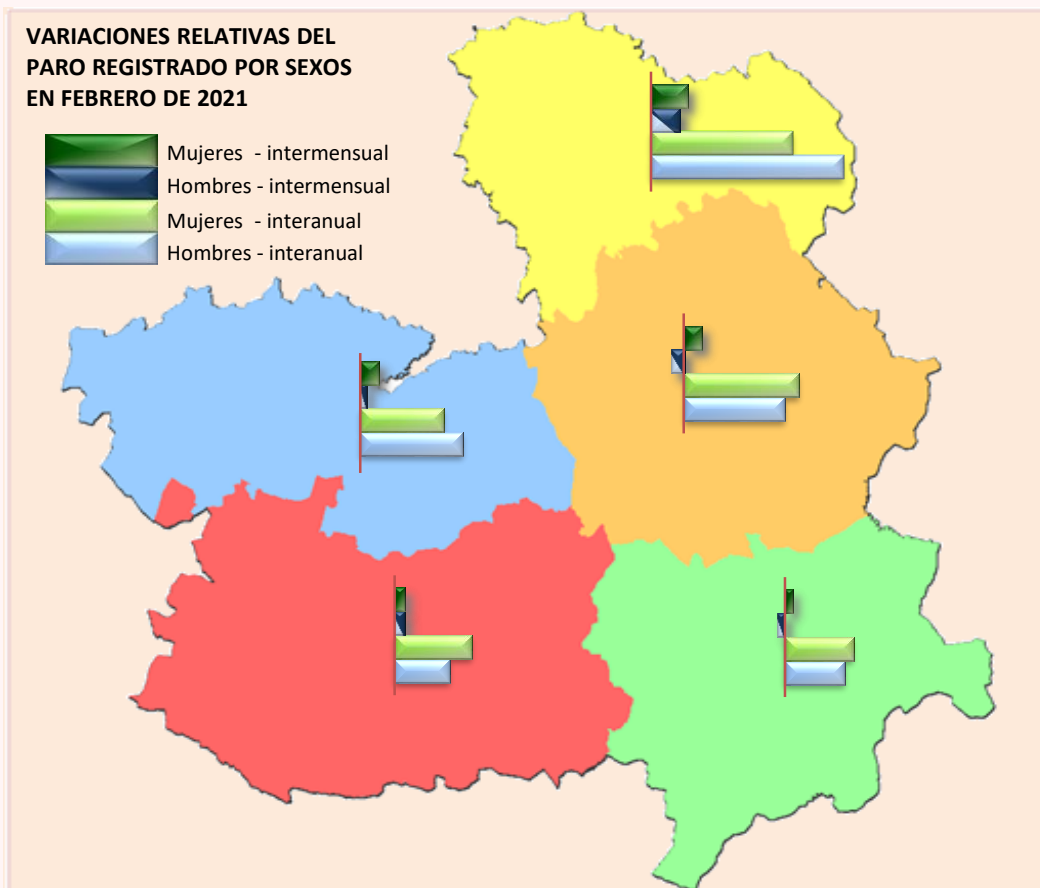 VARIACIONES RELATIVAS DEL
PARO REGISTRADO POR SEXOS
EN FEBRERO DE 2021
Mujeres - intermensual
Hombres - intermensual
Mujeres - interanual
Hombres - interanual